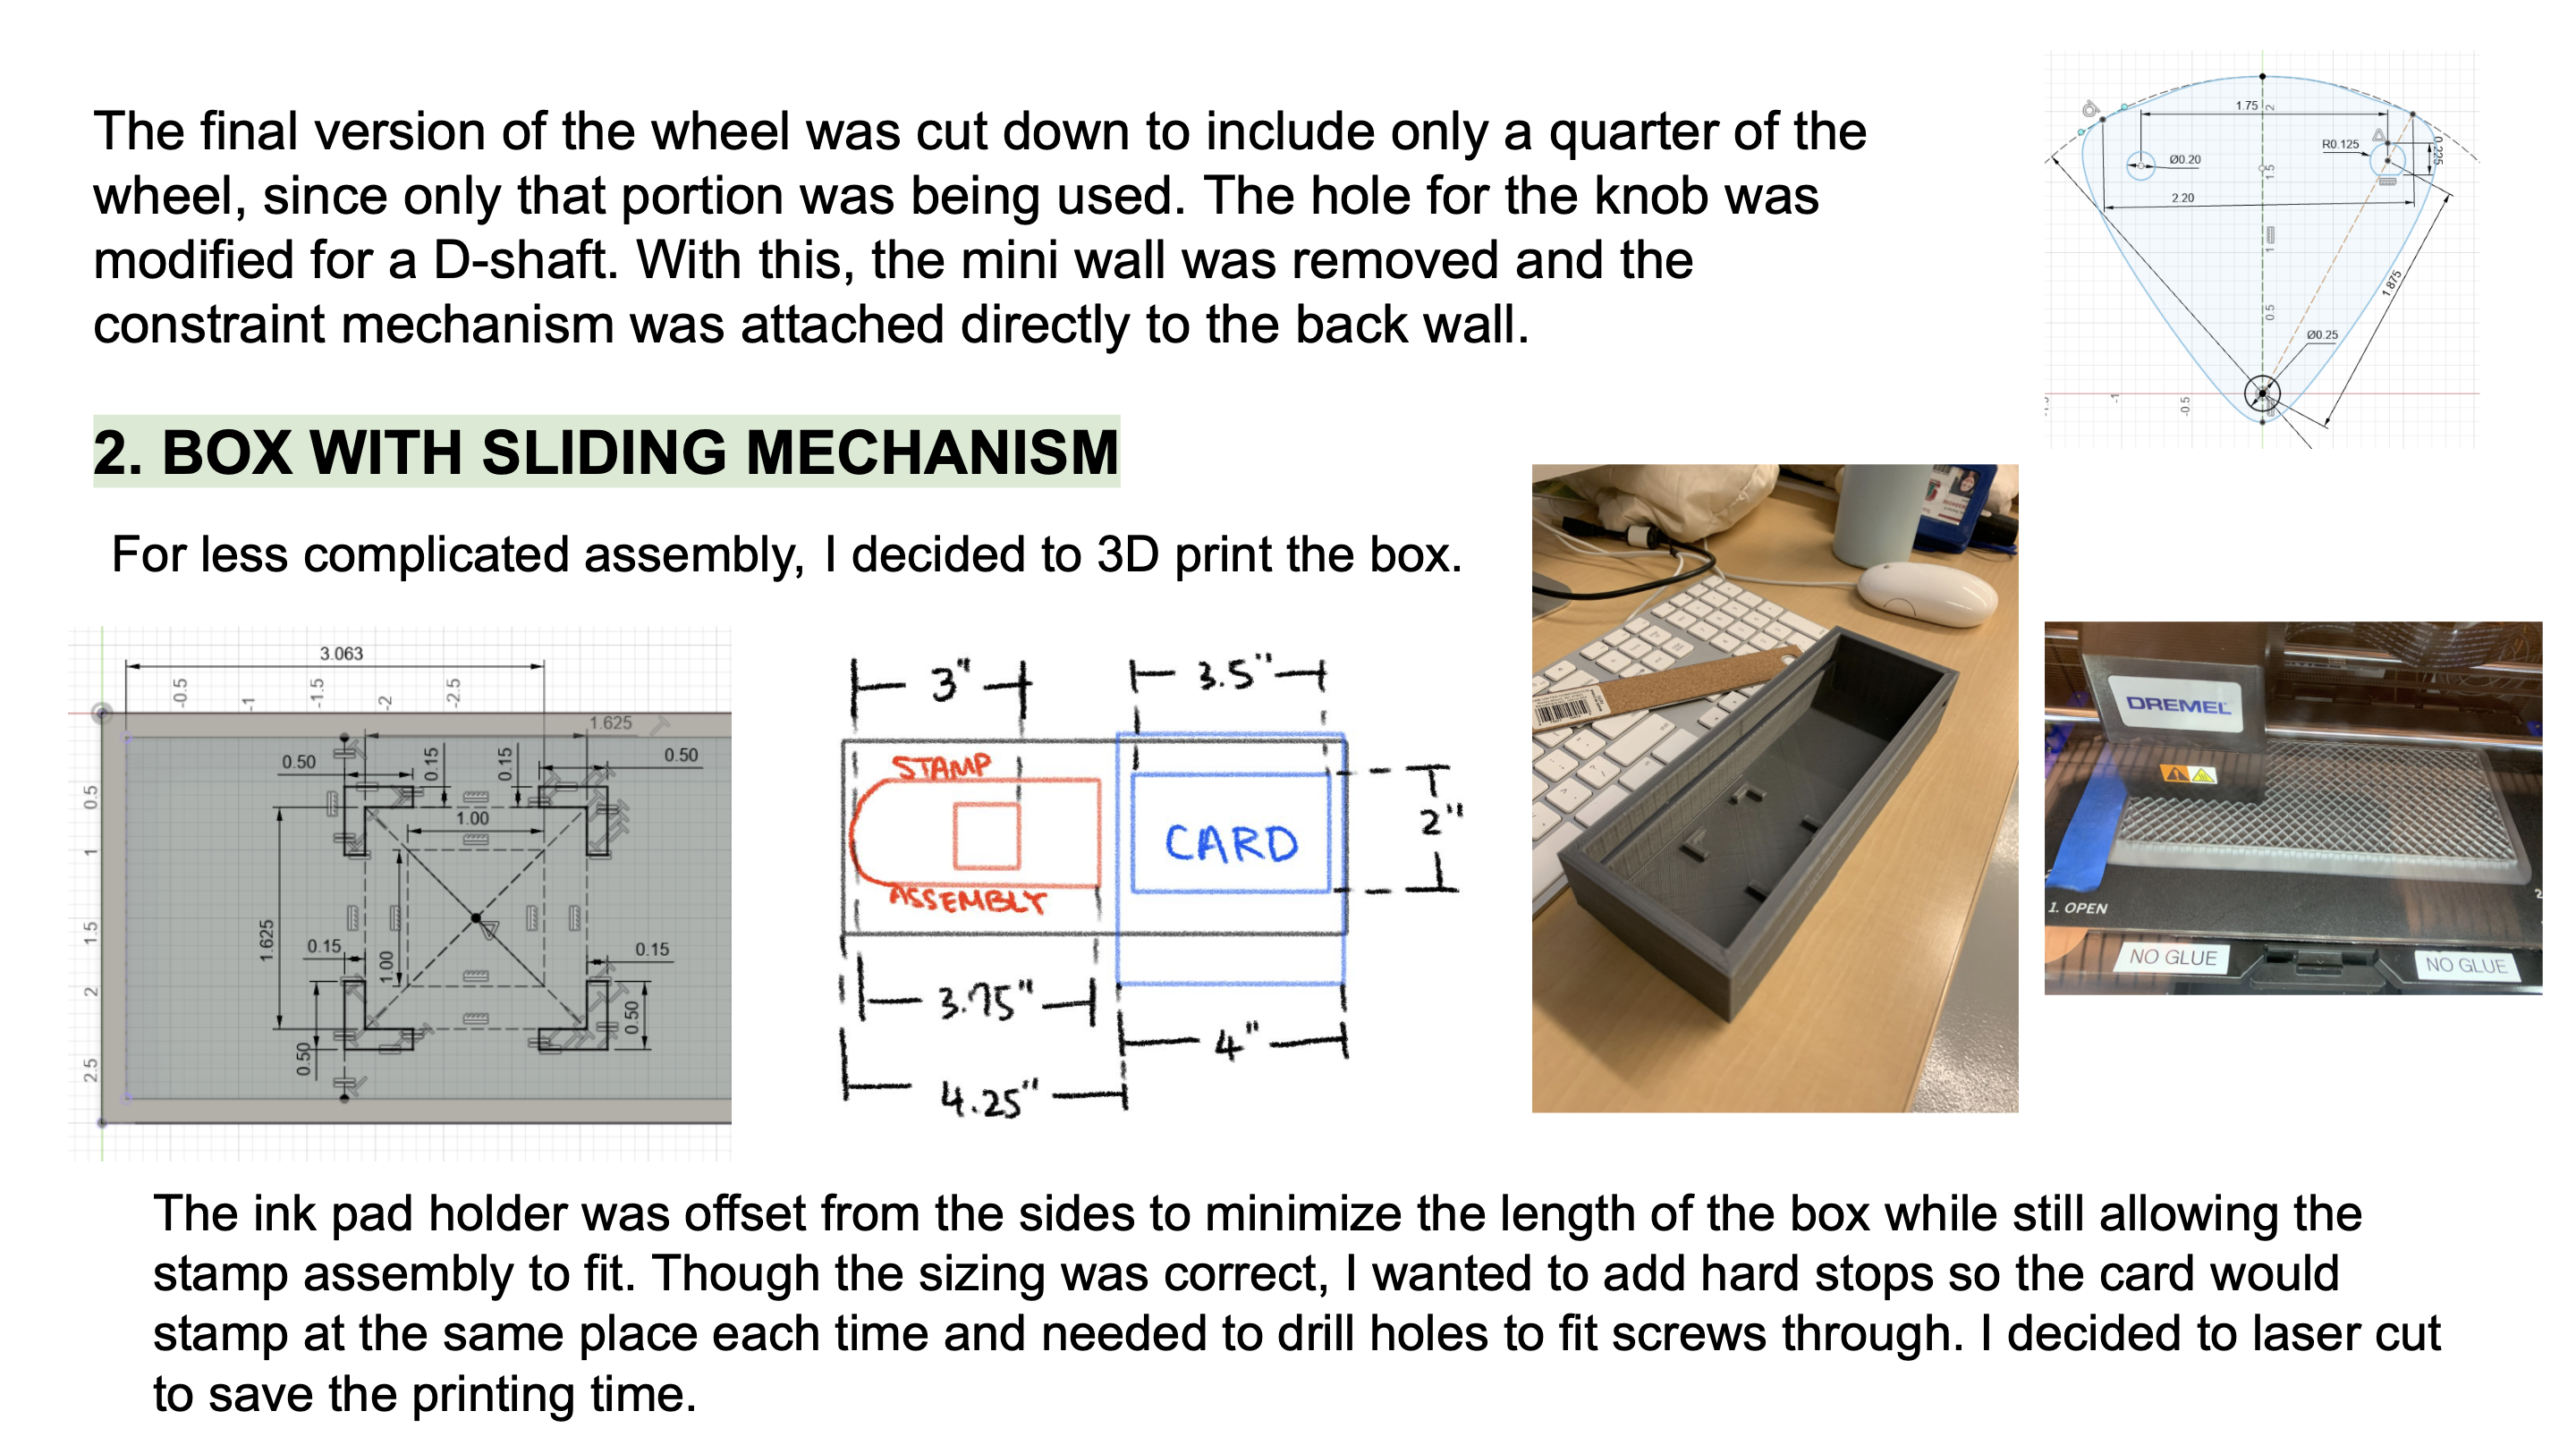 The final version of the wheel was cut down to include only a quarter of the
wheel, since only that portion was being used. The hole for the knob was
modified for a D-shaft. With this, the mini wall was removed and the
constraint mechanism was attached directly to the back wall.
1.75
2
R0.125
0.225
Ø0.20
1.5
2.20
1
1.875
0.5
Ø0.25
-1
-0.5
2. BOX WITH SLIDING MECHANISM
For less complicated assembly, I decided to 3D print the box.
3.063
-0.5
-1
-1.5
-2
-2.5
1.625
0.50
0.15
0.15
0.50
0.5
1.00
1
1.625
1.5
0.15
1.00
0.15
2
0.50
0.50
2.5
3"
3.5"
STAMP
CARD
2"
ASSEMBLY
3.75"
4"
4.25"
DREMEL
1. OPEN
NO GLUE
NO GLUE
The ink pad holder was offset from the sides to minimize the length of the box while still allowing the
stamp assembly to fit. Though the sizing was correct, I wanted to add hard stops so the card would
stamp at the same place each time and needed to drill holes to fit screws through. I decided to laser cut
to save the printing time.